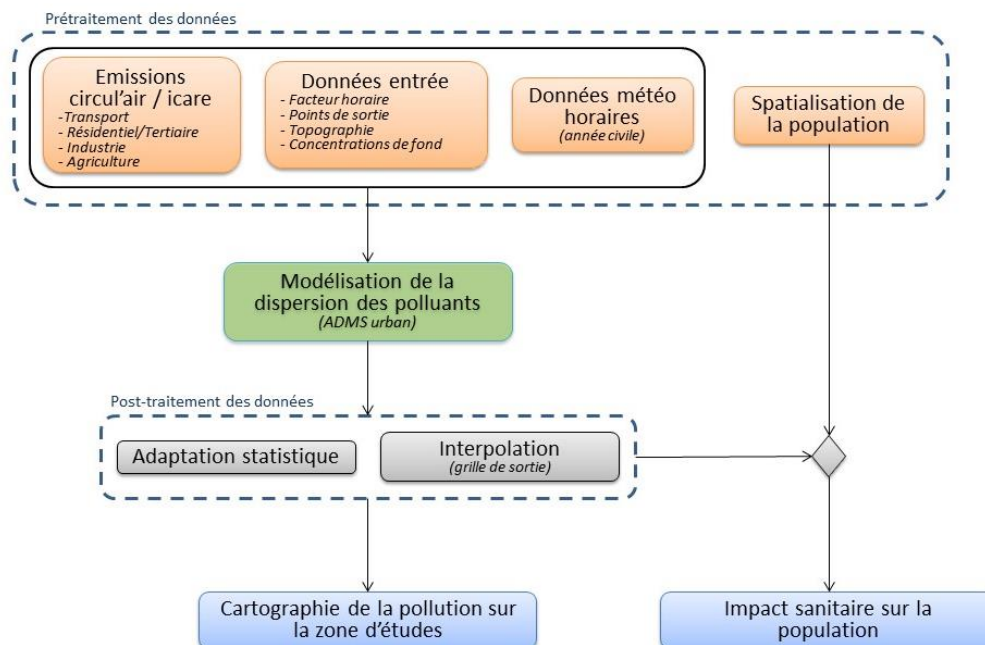 Prétraitement des données
Emissions
circul'air / icare
-Transport
- Résidentiel/Tertiaire
- Industrie
- Agriculture
Données entrée
- Facteur horaire
- Points de sortie
- Topographie
- Concentrations de fond
Données météo
horaires
(année civile)
Spatialisation de
la population
Modélisation de la
dispersion des polluants
(ADMS urban)
Post-traitement des données
Adaptation statistique
Interpolation
(grille de sortie)
Cartographie de la pollution sur
la zone d'études
Impact sanitaire sur la
population